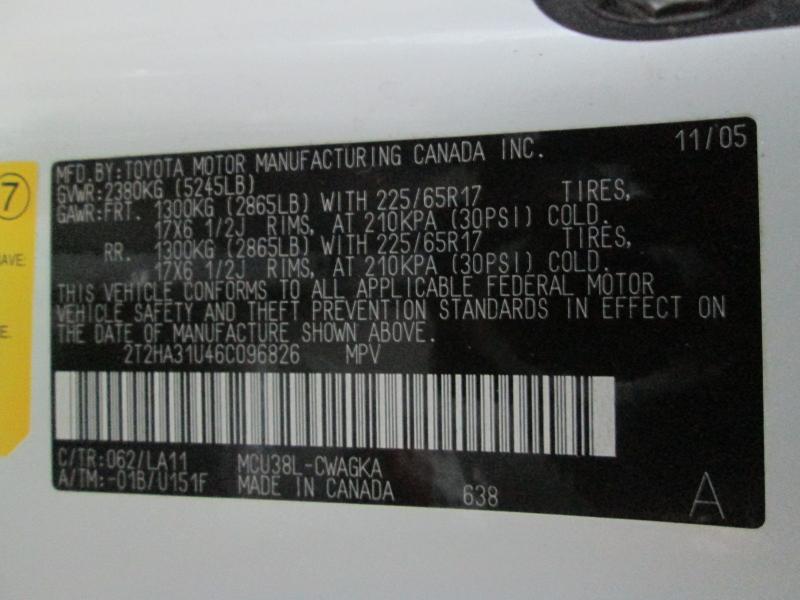 7
AVE:
E.
MFD.BY:TOYOTA MOTOR MANUFACTURING CANADA INC. 11/05
GVWR:2380KG (5245LB)
GAWR:FRT. 1300KG (2865LB) WITH 225/65R17 TIRES,
17X6 1/2J RIMS, AT 210KPA (30PSI) COLD.
RR. 1300KG (2865LB) WITH 225/65R17 TIRES,
17X6 1/2J RIMS, AT 210KPA (30PSI) COLD.
THIS VEHICLE CONFORMS TO ALL APPLICABLE FEDERAL MOTOR
VEHICLE SAFETY AND THEFT PREVENTION STANDARDS IN EFFECT ON
THE DATE OF MANUFACTURE SHOWN ABOVE.
2T2HA31U46C096826 MPV
C/TR:062/LA11 MCU38L-CWAGKA
A/TM:-01B/U151F MADE IN CANADA 638 A